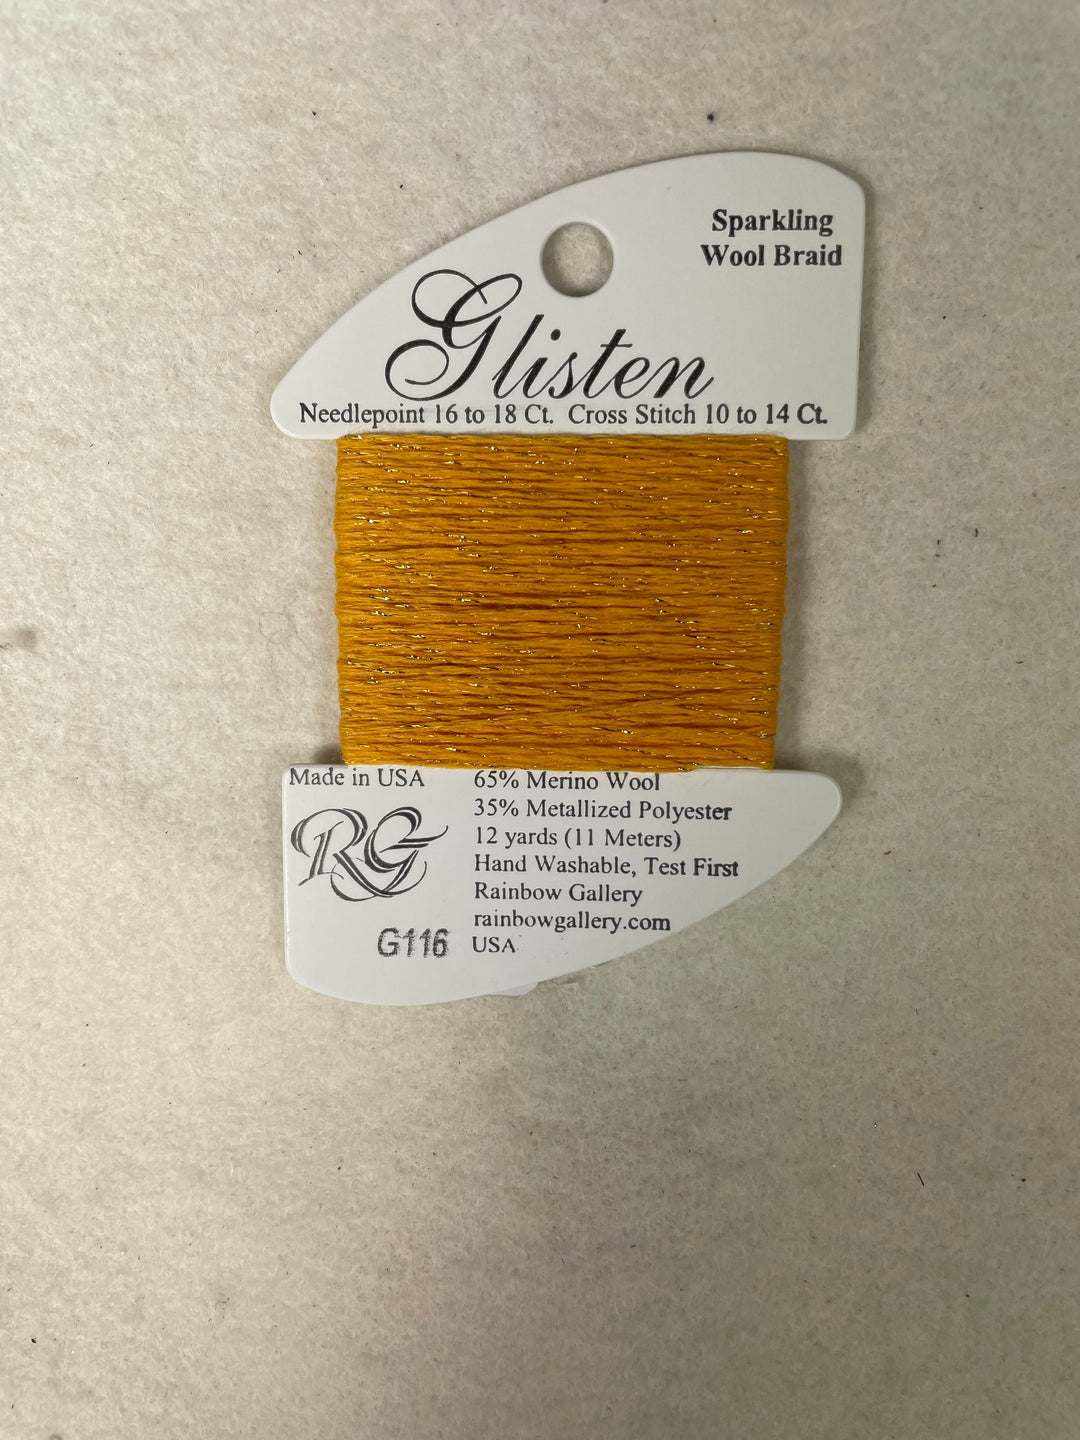 Sparkling
Wool Braid
Glisten
Needlepoint 16 to 18 Ct. Cross Stitch 10 to 14 Ct.
Made in USA
RG
G116
65% Merino Wool
35% Metallized Polyester
12 yards (11 Meters)
Hand Washable, Test First
Rainbow Gallery
rainbowgallery.com
USA